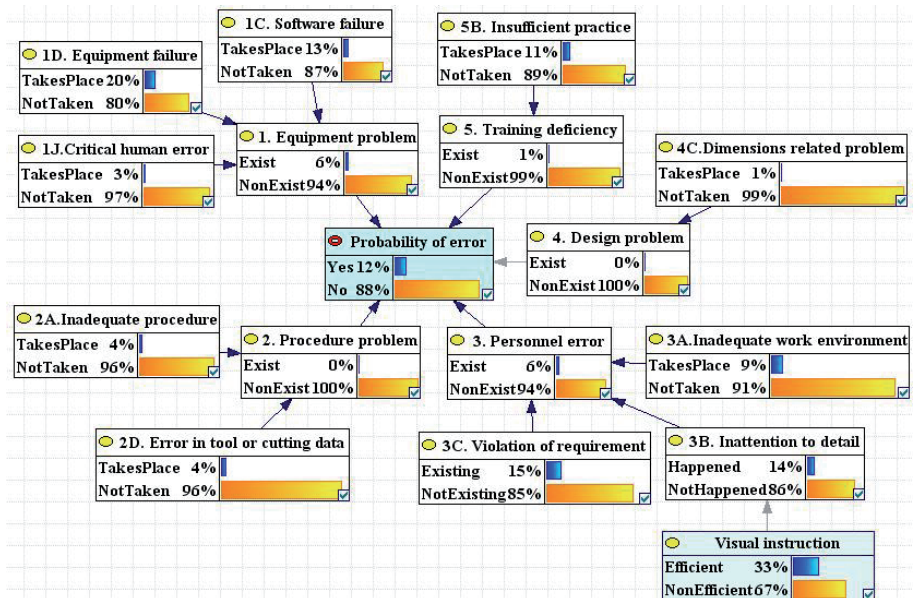 1C. Software failure
TakesPlace 13%
NotTaken 87%
5B. Insufficient practice
TakesPlace 11%
NotTaken 89%
1D. Equipment failure
TakesPlace 20%
NotTaken 80%
1. Equipment problem
Exist 6%
NonExist 94%
5. Training deficiency
Exist 1%
NonExist 99%
1J.Critical human error
TakesPlace 3%
NotTaken 97%
4C.Dimensions related problem
TakesPlace 1%
NotTaken 99%
Probability of error
Yes 12%
No 88%
4. Design problem
Exist 0%
NonExist 100%
2A.Inadequate procedure
TakesPlace 4%
NotTaken 96%
2. Procedure problem
Exist 0%
NonExist 100%
3. Personnel error
Exist 6%
NonExist 94%
3A.Inadequate work environment
TakesPlace 9%
NotTaken 91%
2D. Error in tool or cutting data
TakesPlace 4%
NotTaken 96%
3C. Violation of requirement
Existing 15%
NotExisting 85%
3B. Inattention to detail
Happened 14%
NotHappened 86%
Visual instruction
Efficient 33%
NonEfficient 67%